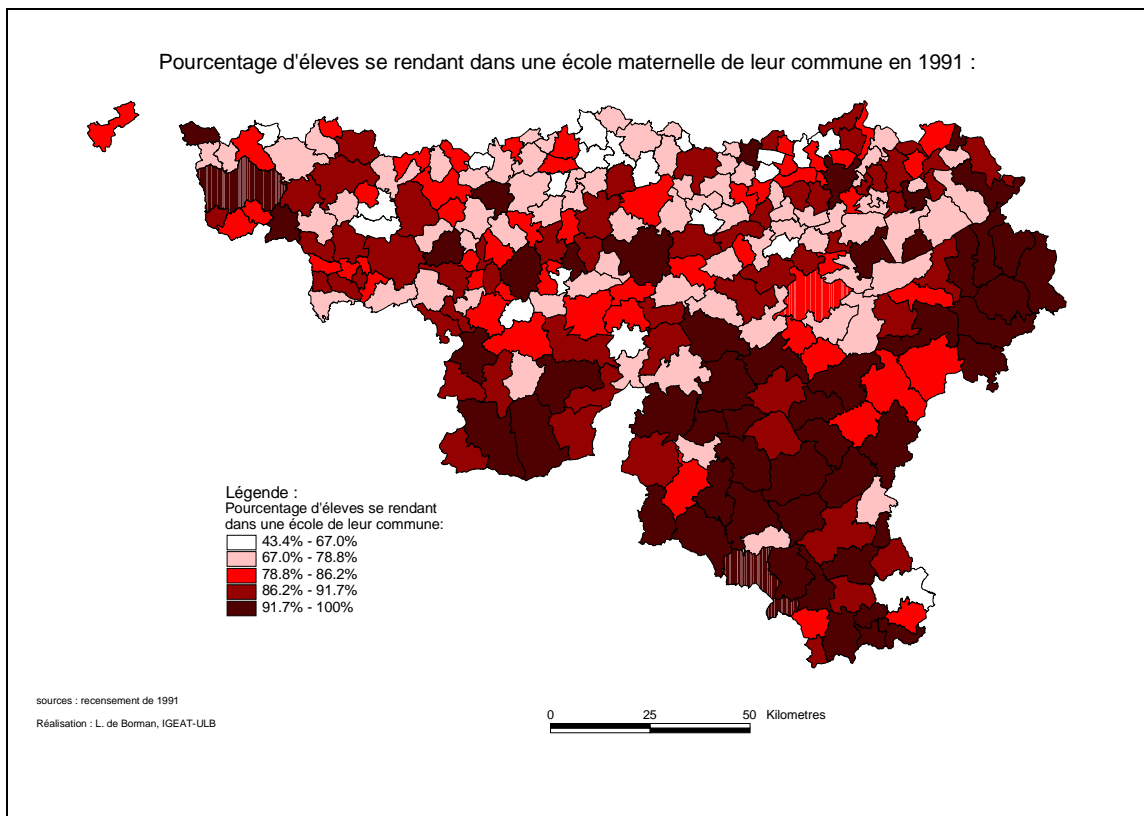 Pourcentage d'éleves se rendant dans une école maternelle de leur commune en 1991 :
Légende :
Pourcentage d'éleves se rendant
dans une école de leur commune:
43.4% - 67.0%
67.0% - 78.8%
78.8% - 86.2%
86.2% - 91.7%
91.7% - 100%
sources : recensement de 1991
Réalisation : L. de Borman, IGEAT-ULB
0 25 50 Kilometres